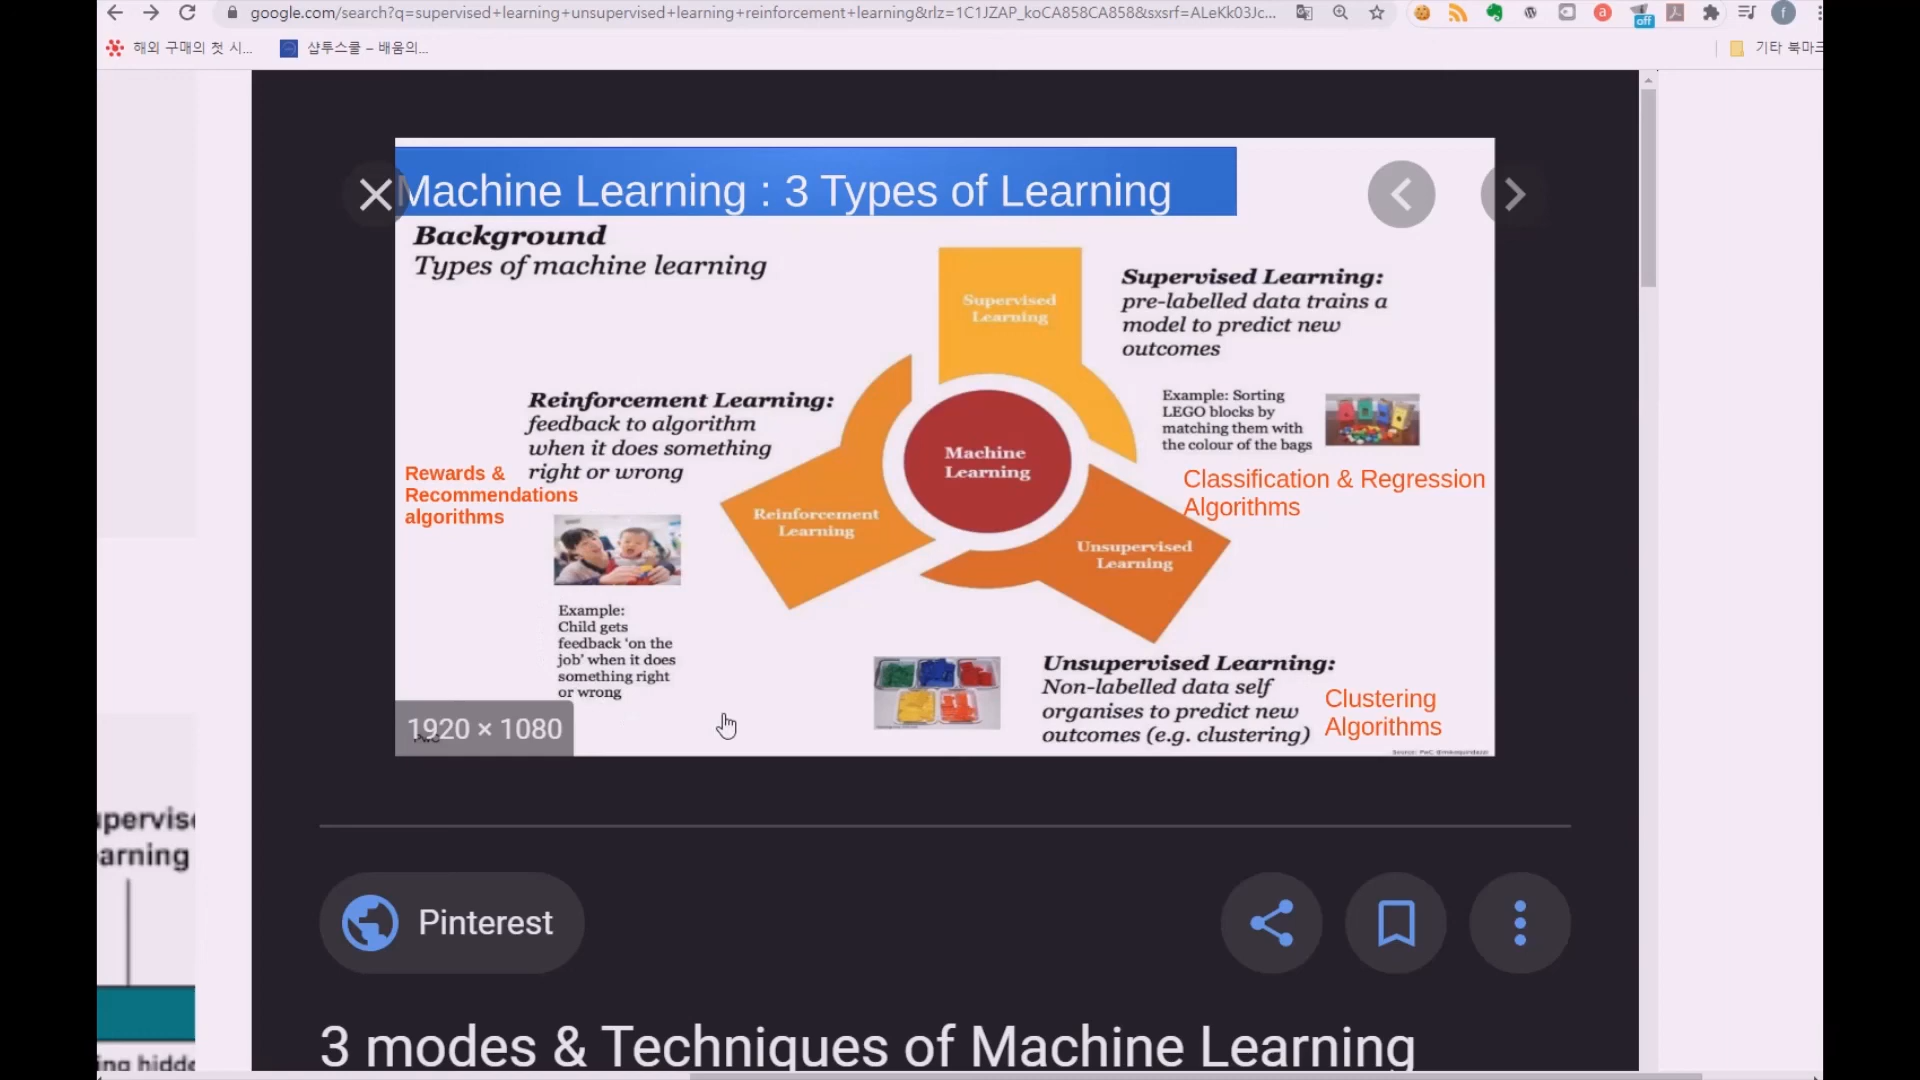 google.com/search?q=supervised+learning+unsupervised+learning+reinforcement+learning&rlz=1C1JZAP_koCA858CA858&sxsrf=ALeKk03Jc...
off
f
해외 구매의 첫 시...
샵투스쿨 – 배움의...
기타 북마크
Machine Learning : 3 Types of Learning
Background
Types of machine learning
Supervised
Learning
Supervised Learning:
pre-labelled data trains a
model to predict new
outcomes
Example: Sorting
LEGO blocks by
matching them with
the colour of the bags
Classification & Regression
Algorithms
Reinforcement Learning:
feedback to algorithm
when it does something
right or wrong
Rewards &
Recommendations
algorithms
Machine
Learning
Reinforcement
Learning
Unsupervised
Learning
Example:
Child gets
feedback 'on the
job' when it does
something right
or wrong
Unsupervised Learning:
Non-labelled data self
organises to predict new
outcomes (e.g. clustering)
Clustering
Algorithms
1920 × 1080
upervis
arning
ing hidd
Pinterest
3 modes & Techniques of Machine Learning